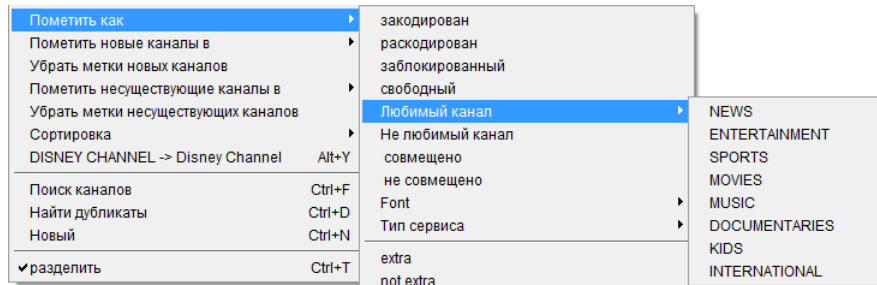 Пометить как
Пометить новые каналы в
Убрать метки новых каналов
Пометить несуществующие каналы в
Убрать метки несуществующих каналов
Сортировка
DISNEY CHANNEL -> Disney Channel Alt+Y
Поиск каналов Ctrl+F
Найти дубликаты Ctrl+D
Новый Ctrl+N
разделить Ctrl+T
закодирован
раскодирован
заблокированный
свободный
Любимый канал
Не любимый канал
совмещено
не совмещено
Font
Тип сервиса
extra
not extra
NEWS
ENTERTAINMENT
SPORTS
MOVIES
MUSIC
DOCUMENTARIES
KIDS
INTERNATIONAL